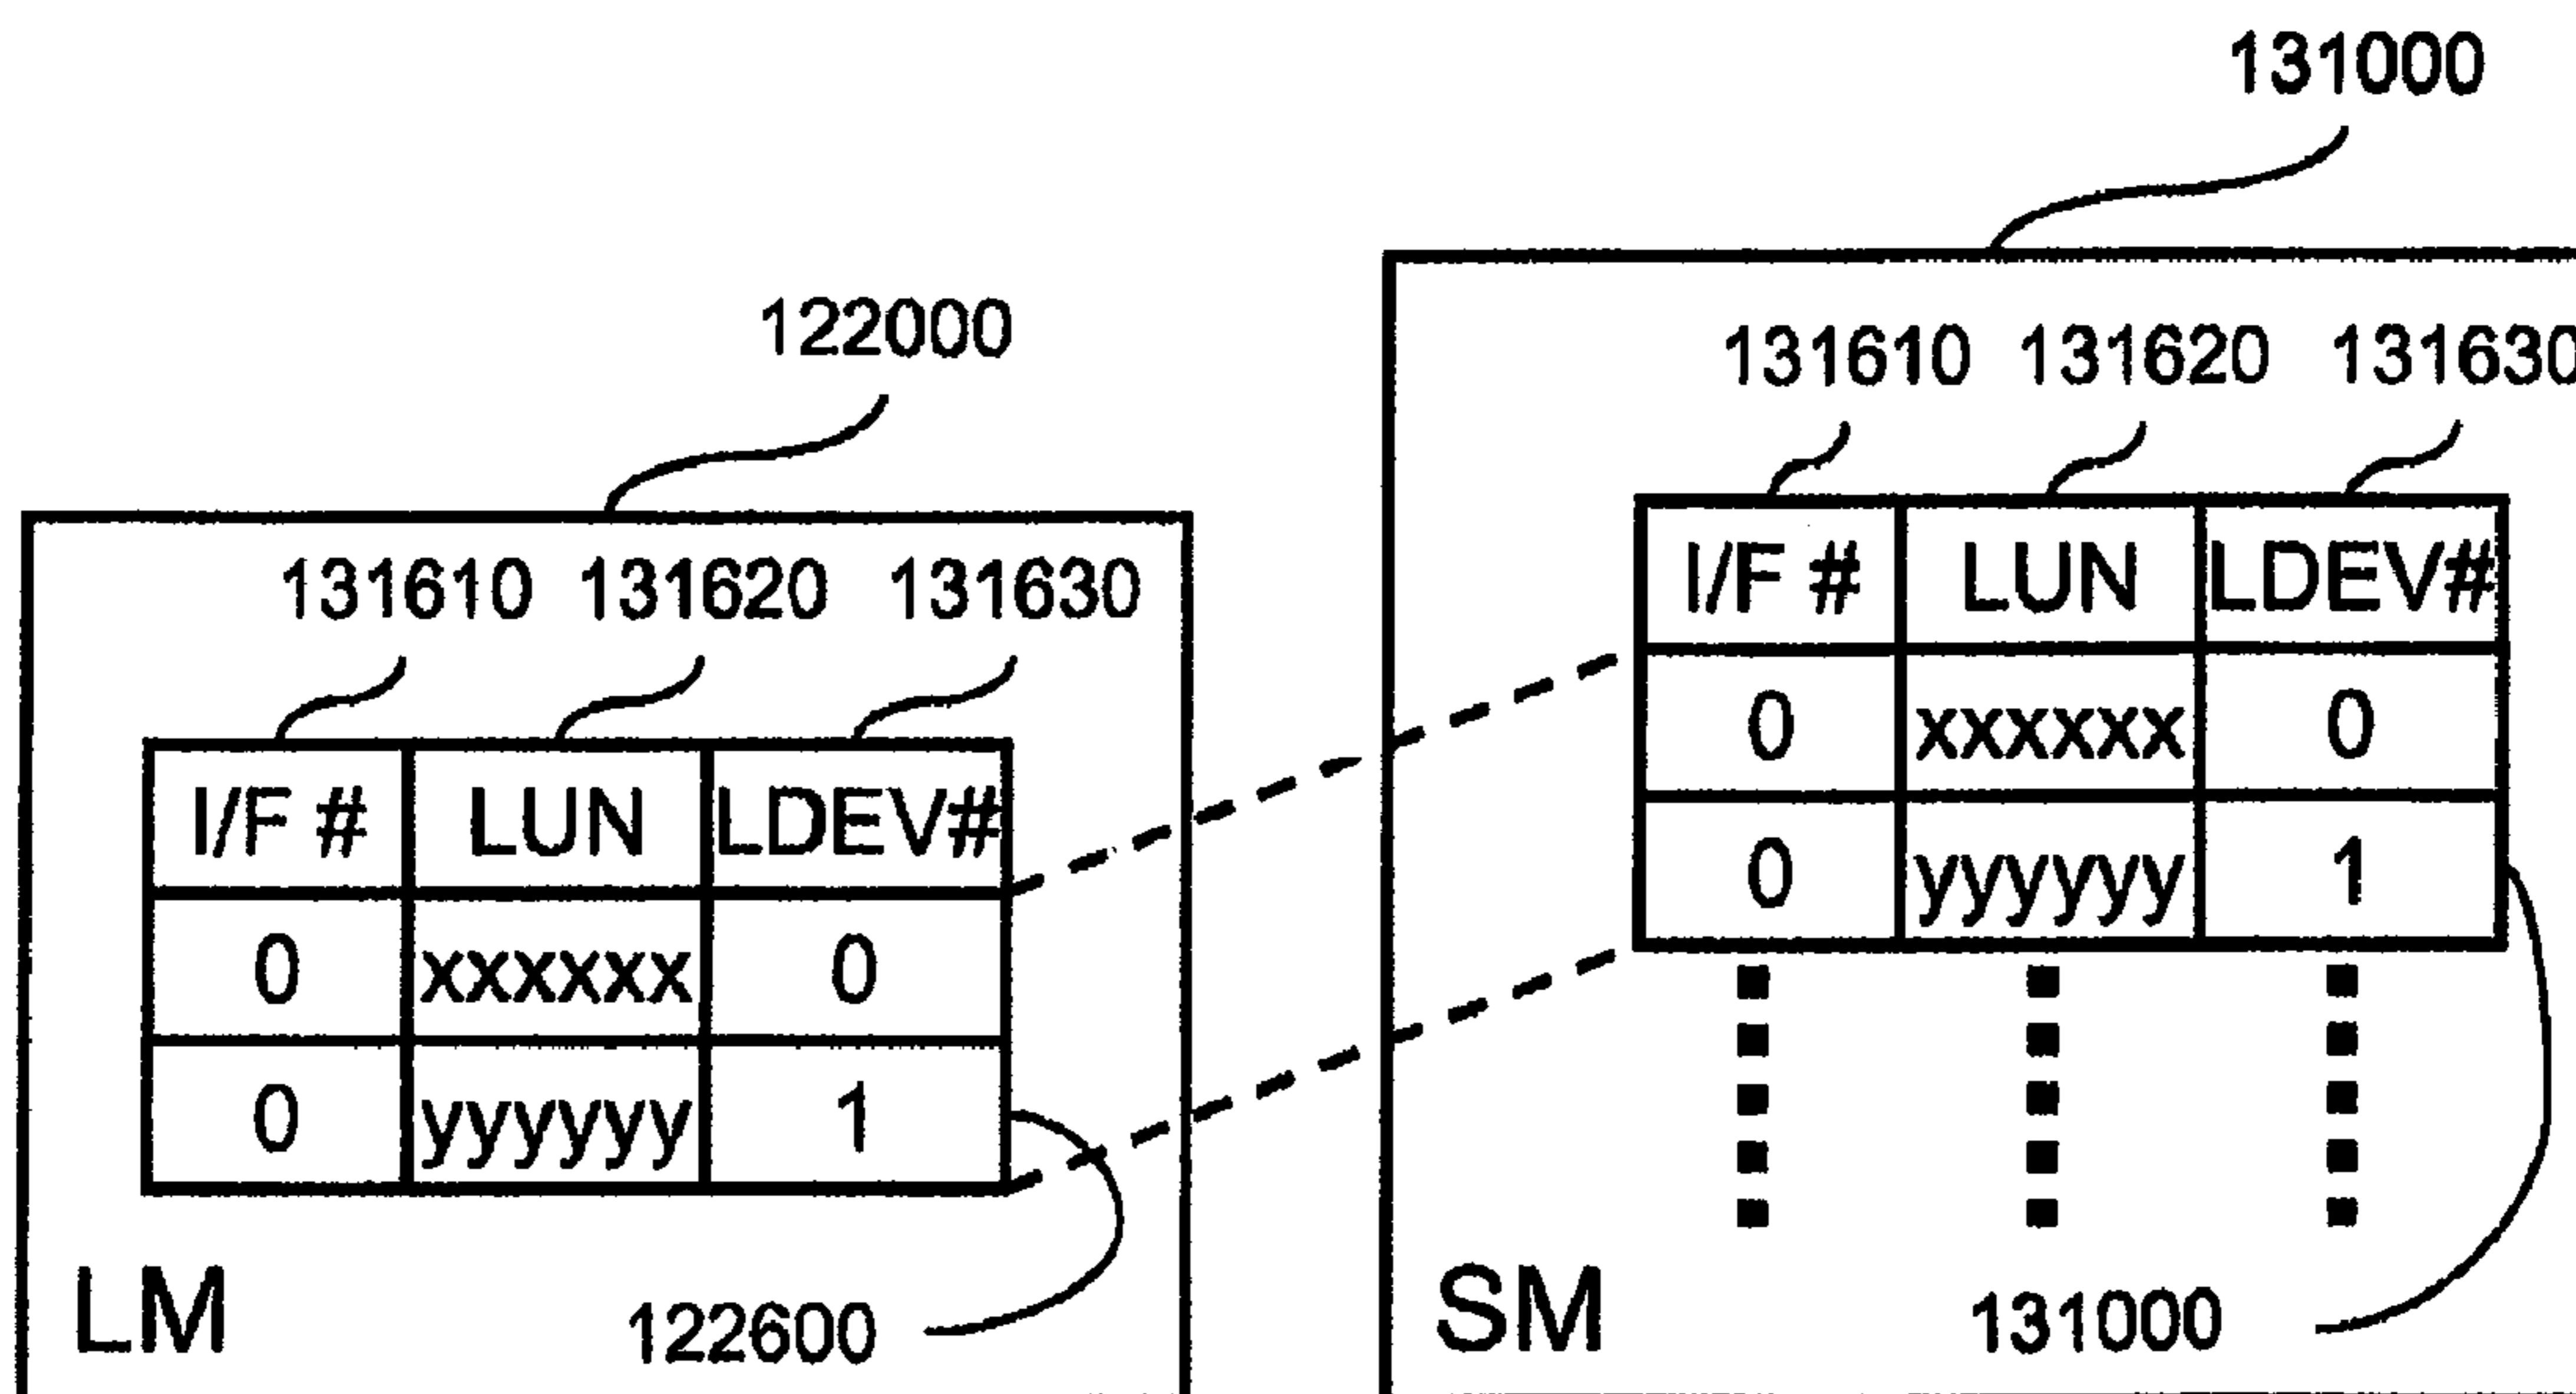 131000
122000
131610 131620 131630
131610 131620 131630
I/F # LUN LDEV#
0 xxxxxx 0
0 yyyyyy 1
I/F # LUN LDEV#
0 xxxxxx 0
0 yyyyyy 1
LM
122600
SM
131000